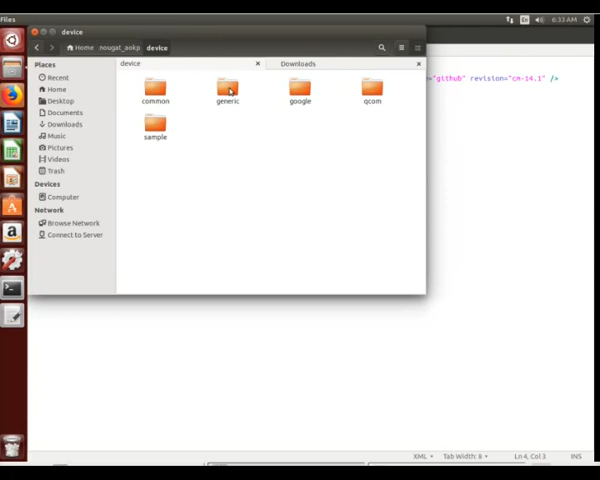 Files
En
6:33 AM
device
Home
nougat_aokp
device
Places
Recent
Home
Desktop
Documents
Downloads
Music
Pictures
Videos
Trash
Devices
Computer
Network
Browse Network
Connect to Server
device
Downloads
common
generic
google
qcom
sample
="github" revision="cm-14.1" />
XML
Tab Width: 8
Ln 4, Col 3
INS